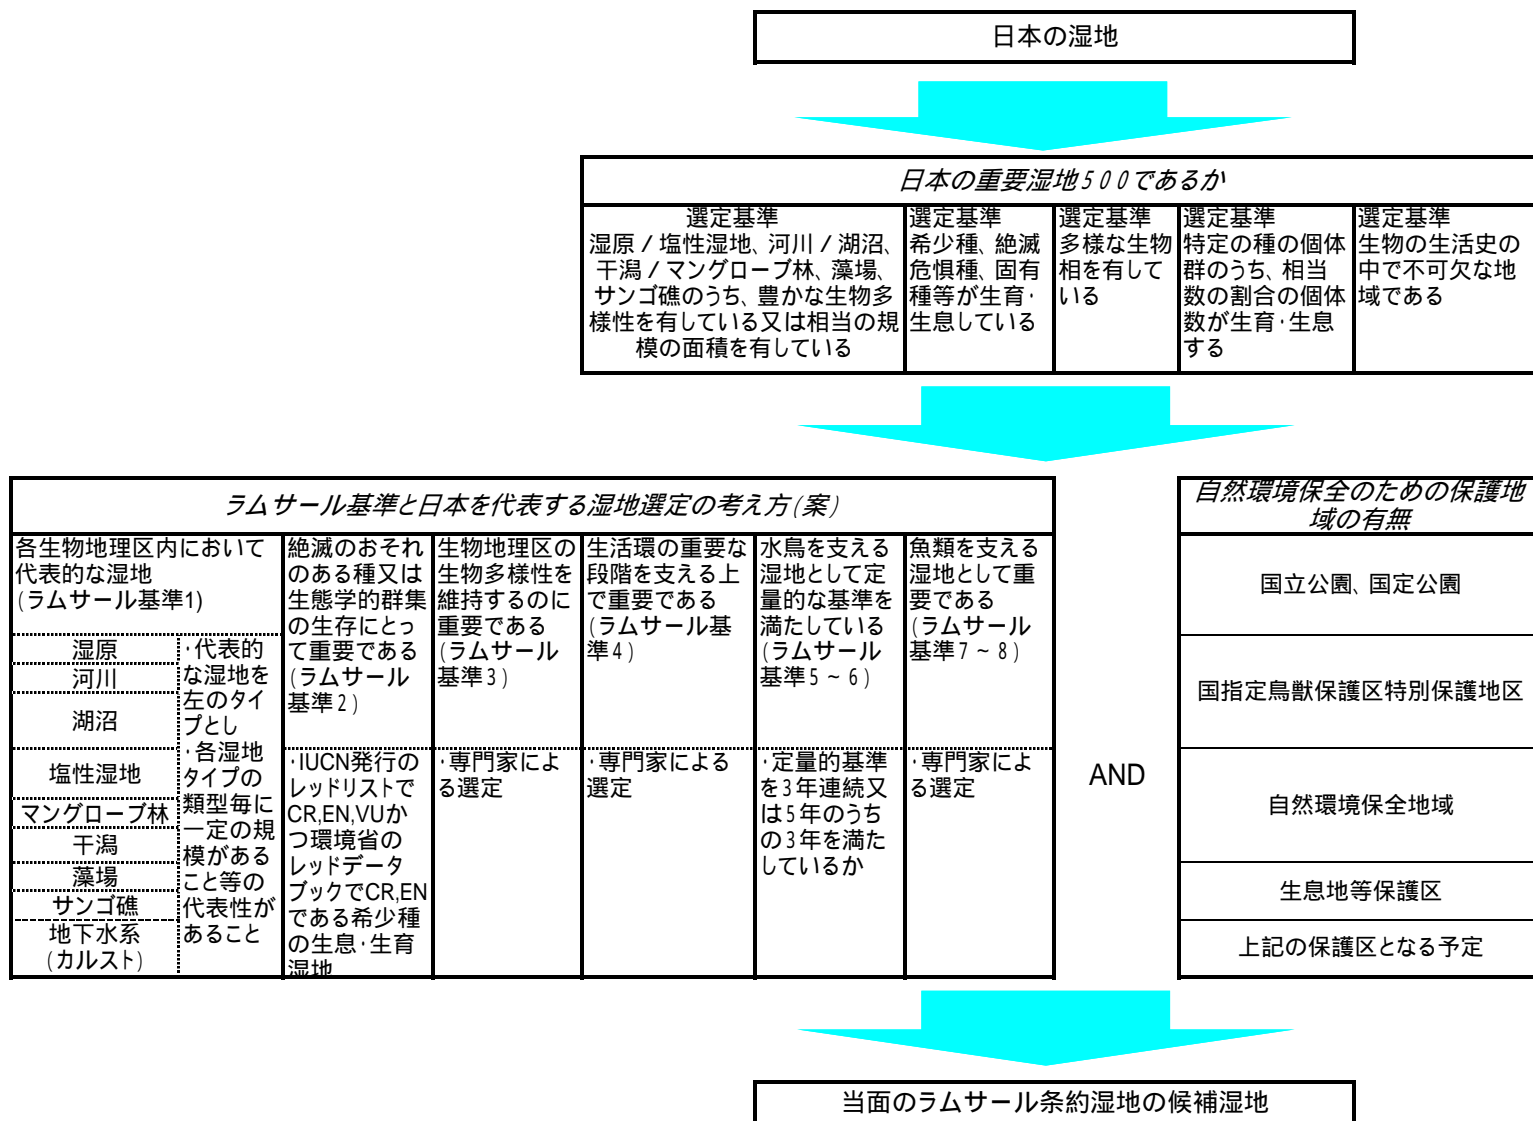 日本の湿地
日本の重要湿地500であるか
選定基準
湿原/塩性湿地、河川/湖沼、
干潟/マングローブ林、藻場、
サンゴ礁のうち、豊かな生物多
様性を有している又は相当の規
模の面積を有している
選定基準
希少種、絶滅
危惧種、固有
種等が生育・
生息している
選定基準
多様な生物
相を有して
いる
選定基準
特定の種の個体
群のうち、相当
数の割合の個体
数が生育・生息
する
選定基準
生物の生活史の
中で不可欠な地
域である
ラムサール基準と日本を代表する湿地選定の考え方(案)
各生物地理区内において
代表的な湿地
(ラムサール基準1)
湿原
河川
湖沼
塩性湿地
マングローブ林
干潟
藻場
サンゴ礁
地下水系
(カルスト)
・代表的
な湿地を
左のタイ
プとし
・各湿地
タイプの
類型毎に
一定の規
模がある
こと等の
代表性が
あること
絶滅のおそれ
のある種又は
生態学的群集
の生存にとっ
て重要である
(ラムサール
基準2)
・IUCN発行の
レッドリストで
CR,EN,VUか
つ環境省の
レッドデータ
ブックでCR,EN
である希少種
の生息・生育
湿地
生物地理区の
生物多様性を
維持するのに
重要である
(ラムサール
基準3)
・専門家によ
る選定
生活環の重要な
段階を支える上
で重要である
(ラムサール基
準4)
・専門家による
選定
水鳥を支える
湿地として定
量的な基準を
満たしている
(ラムサール
基準5~6)
・定量的基準
を3年連続又
は5年のうち
の3年を満た
しているか
魚類を支える
湿地として重
要である
(ラムサール
基準7~8)
・専門家によ
る選定
AND
自然環境保全のための保護地
域の有無
国立公園、国定公園
国指定鳥獣保護区特別保護地区
自然環境保全地域
生息地等保護区
上記の保護区となる予定
当面のラムサール条約湿地の候補湿地